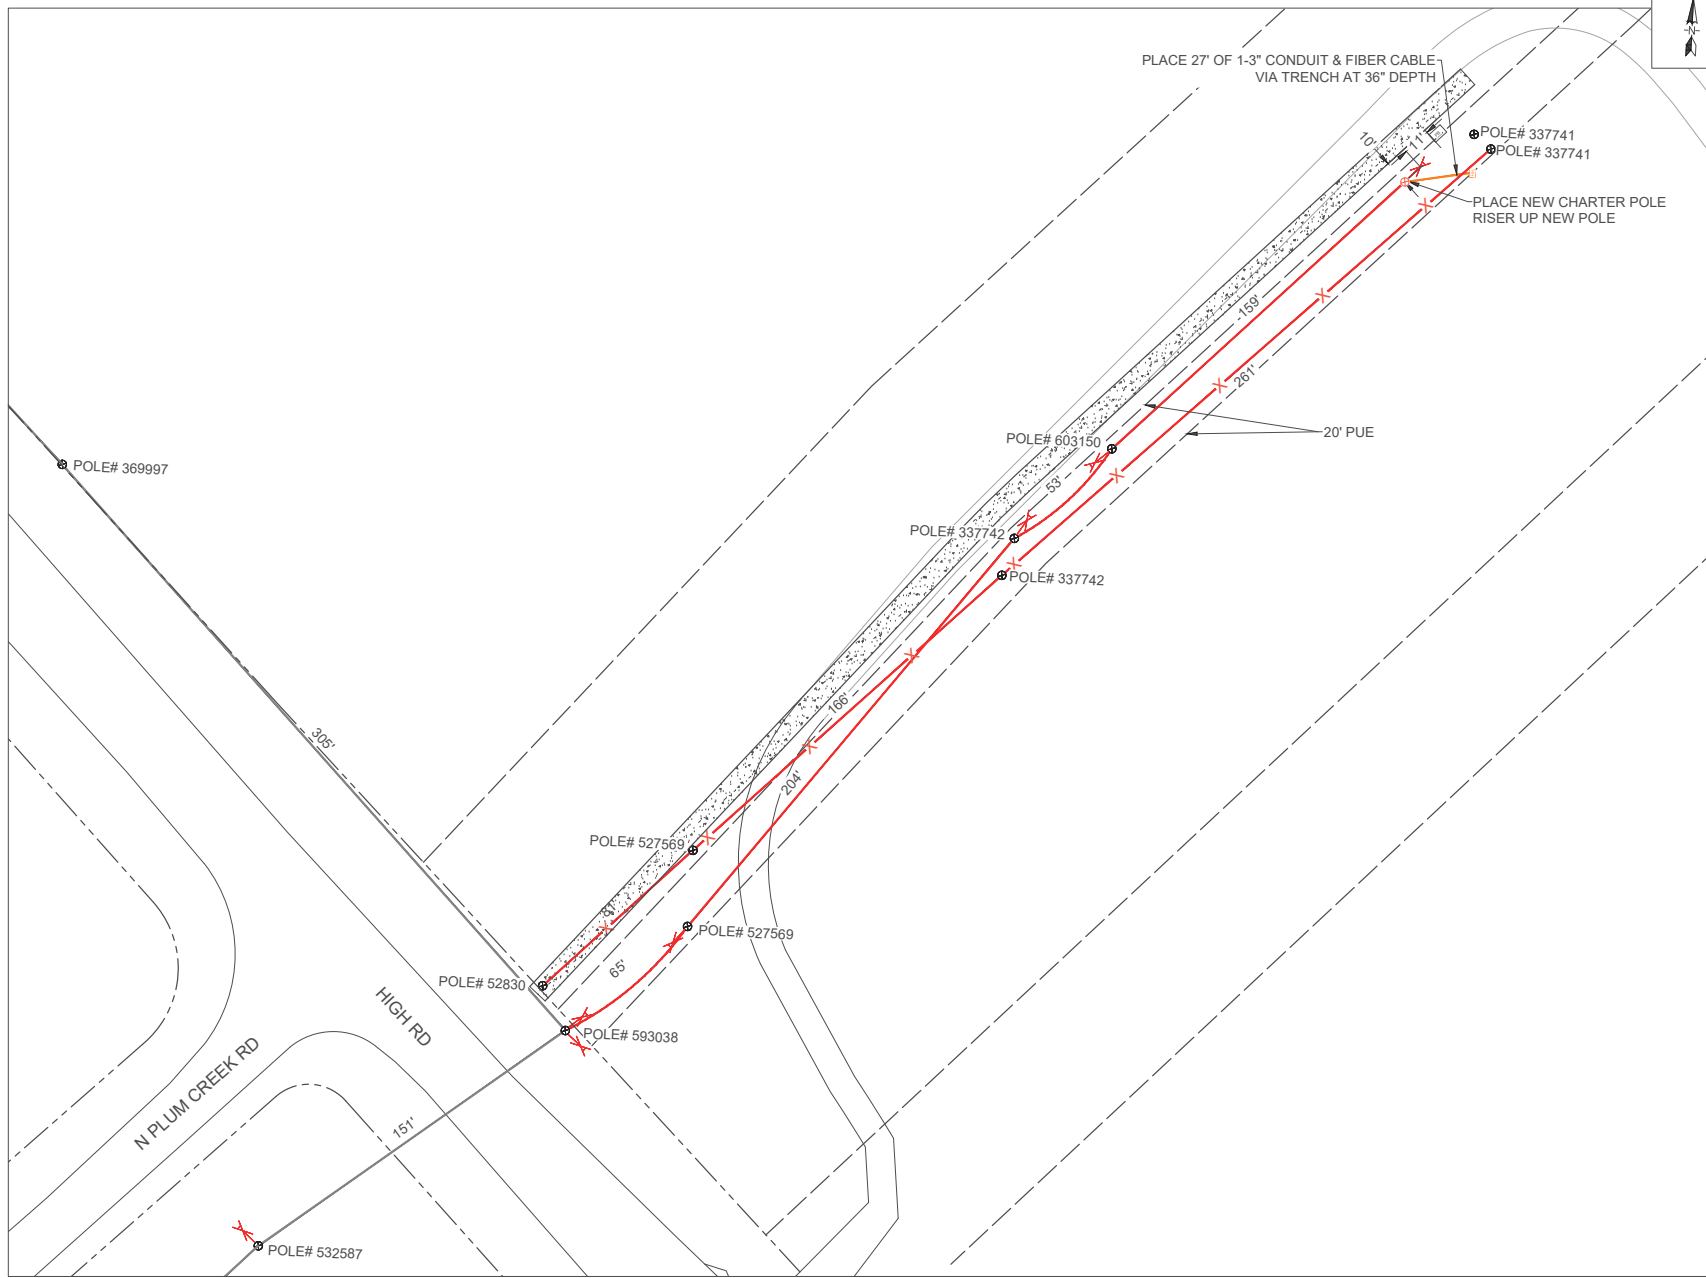 N
PLACE 27' OF 1-3" CONDUIT & FIBER CABLE
VIA TRENCH AT 36" DEPTH
10'
11'
POLE# 337741
POLE# 337741
PLACE NEW CHARTER POLE
RISER UP NEW POLE
159'
261'
20' PUE
POLE# 603150
POLE# 369997
53'
POLE# 337742
POLE# 337742
166'
305'
204'
POLE# 527569
81'
POLE# 527569
65'
POLE# 52830
HIGH RD
POLE# 593038
N PLUM CREEK RD
151'
POLE# 532587